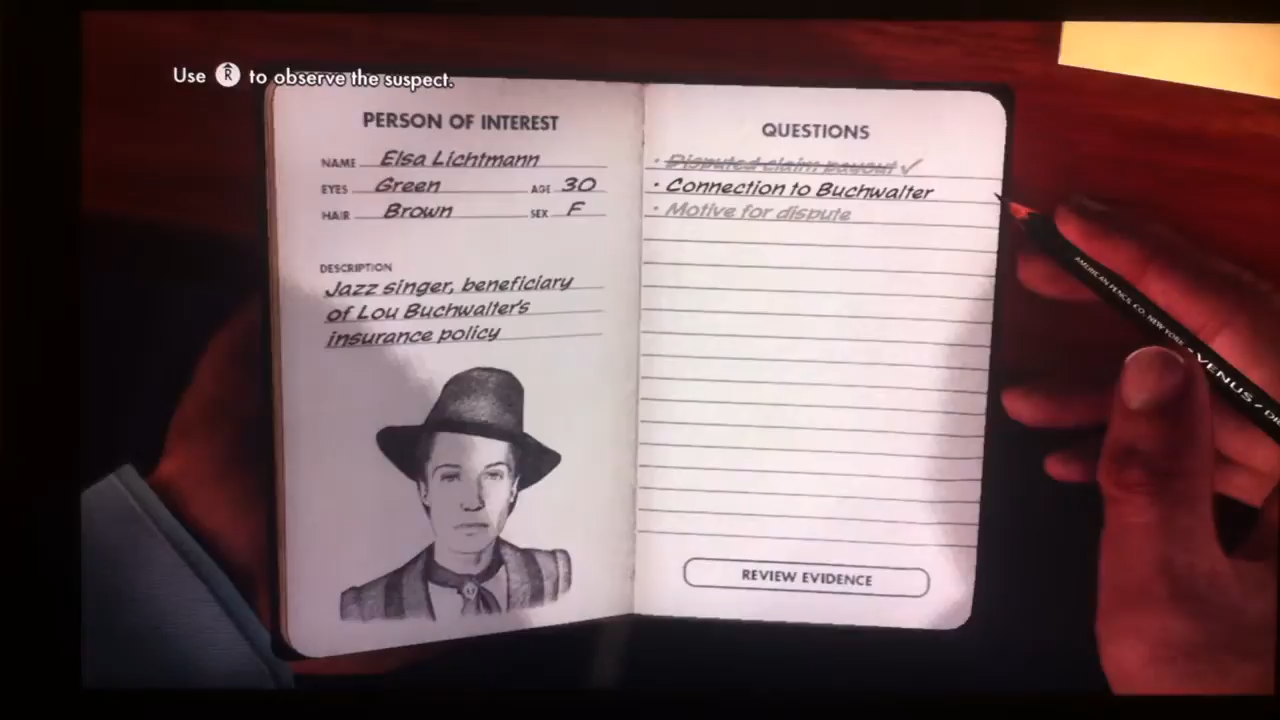 Use R to observe the suspect.
PERSON OF INTEREST
NAME Elsa Lichtmann
EYES Green AGE 30
HAIR Brown SEX F
DESCRIPTION
Jazz singer, beneficiary
of Lou Buchwalter's
insurance policy
QUESTIONS
· Disputed claim payout ✓
· Connection to Buchwalter
· Motive for dispute
REVIEW EVIDENCE
AMERICAN PENCIL CO. NEW YORK VENUS